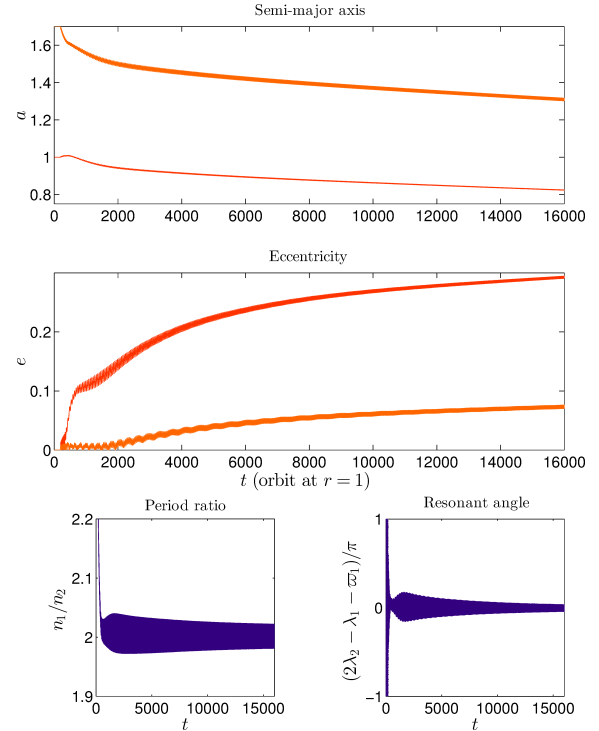 Semi-major axis
1.6
1.4
1.2
1
0.8
a
0 2000 4000 6000 8000 10000 12000 14000 16000
Eccentricity
0.2
0.1
0
e
0 2000 4000 6000 8000 10000 12000 14000 16000
t (orbit at r = 1)
Period ratio
2.2
2.1
2
1.9
n₁/n₂
0 5000 10000 15000
t
Resonant angle
1
0
−1
(2λ₂ − λ₁ − ϖ₁)/π
0 5000 10000 15000
t